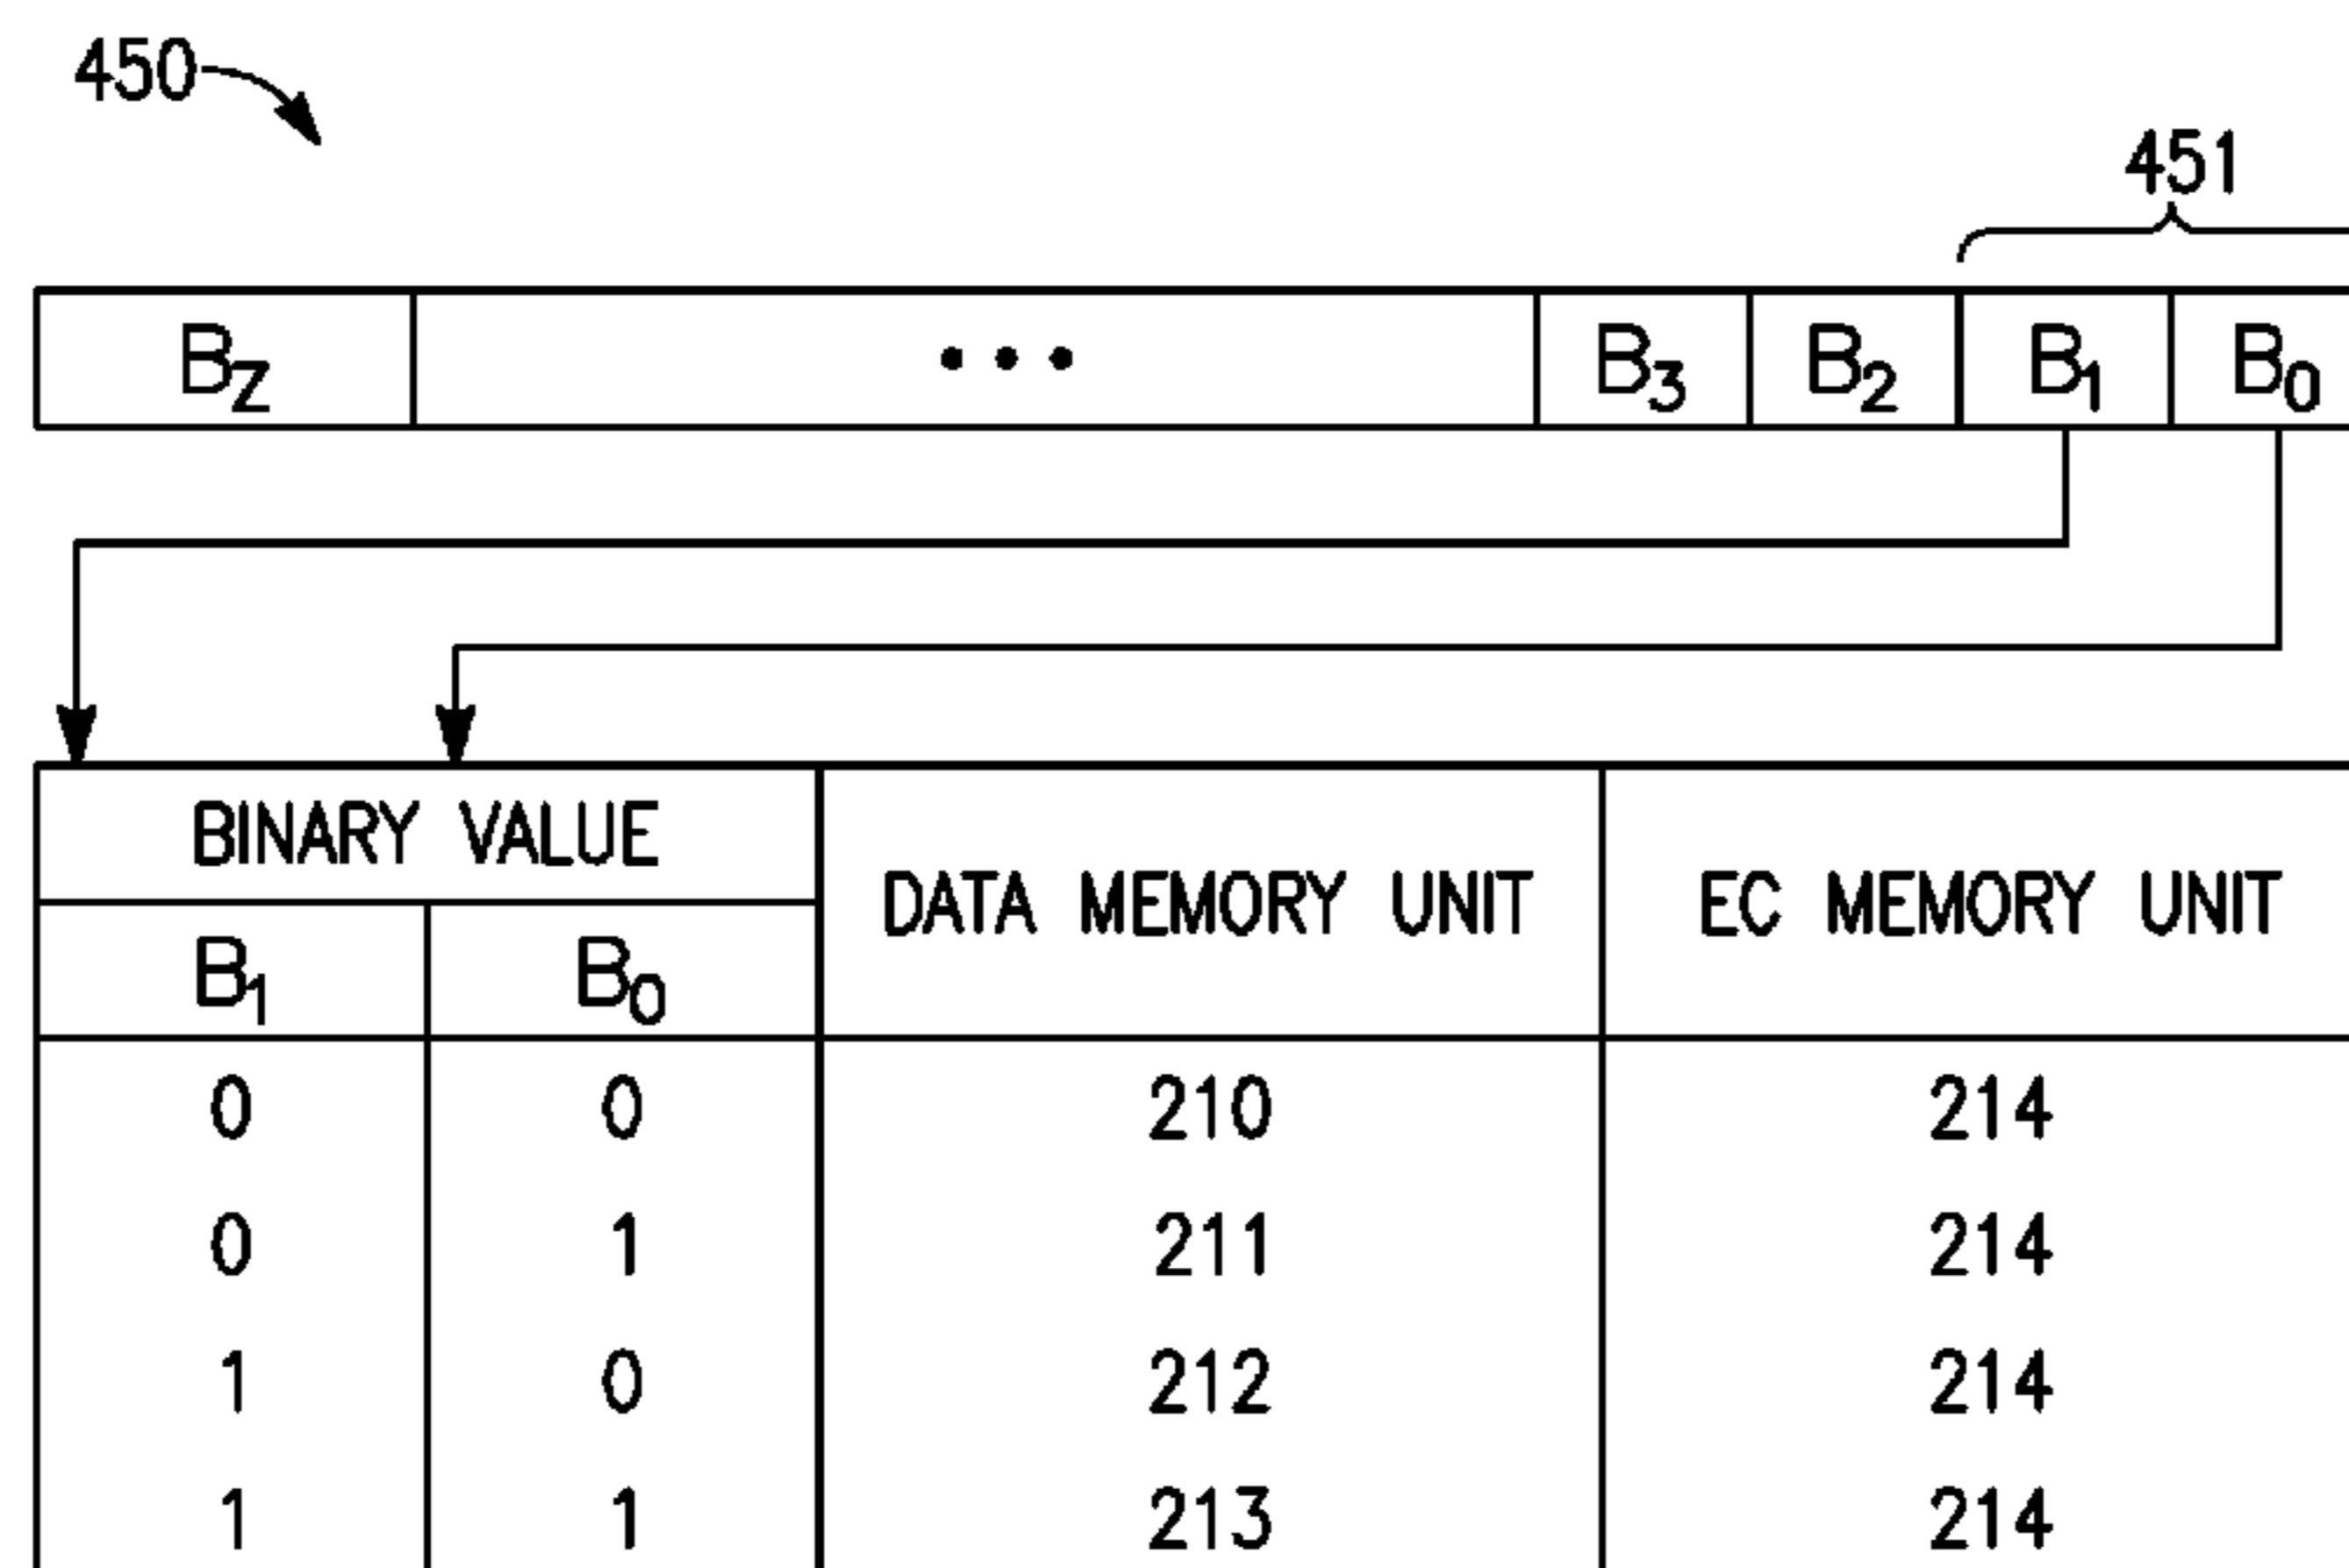 450
451
B_Z ••• B_3 B_2 B_1 B_0
BINARY VALUE
DATA MEMORY UNIT EC MEMORY UNIT
B_1 B_0
0 0 210 214
0 1 211 214
1 0 212 214
1 1 213 214